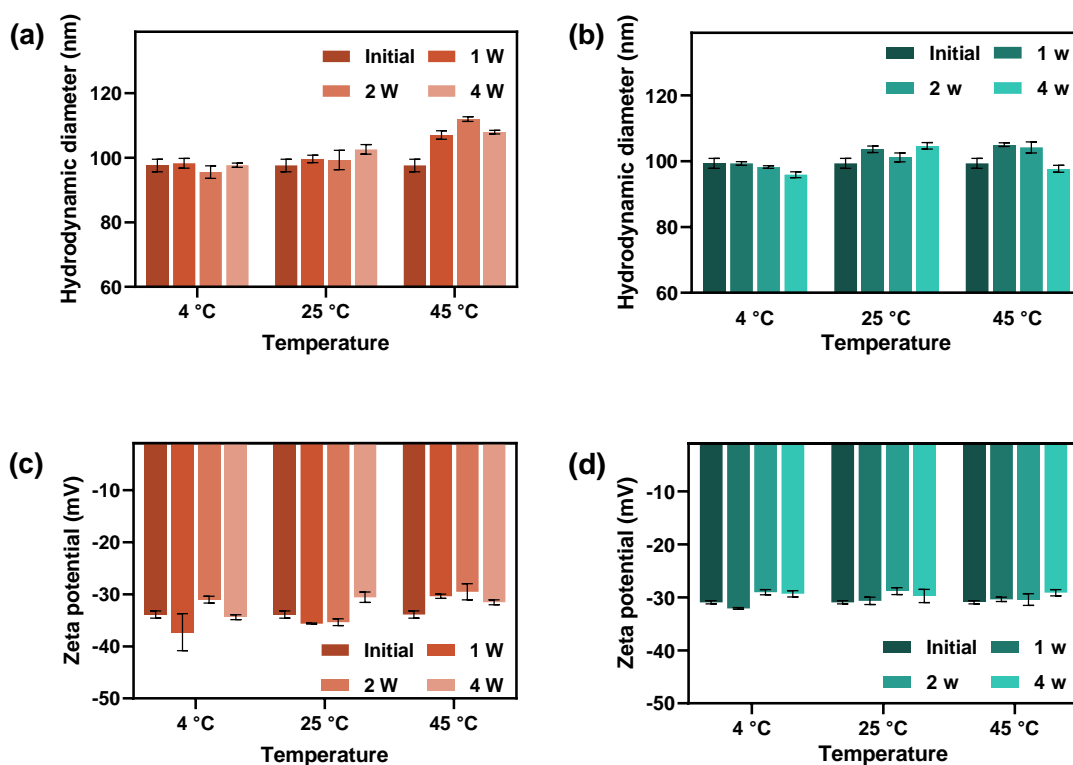 (a)
Hydrodynamic diameter (nm)
Initial 1 W
2 W 4 W
120
100
80
60
4 °C 25 °C 45 °C
Temperature
(b)
Hydrodynamic diameter (nm)
Initial 1 w
2 w 4 w
120
100
80
60
4 °C 25 °C 45 °C
Temperature
(c)
Zeta potential (mV)
-10
-20
-30
-40
-50
Initial 1 W
2 W 4 W
4 °C 25 °C 45 °C
Temperature
(d)
Zeta potential (mV)
-10
-20
-30
-40
-50
Initial 1 w
2 w 4 w
4 °C 25 °C 45 °C
Temperature